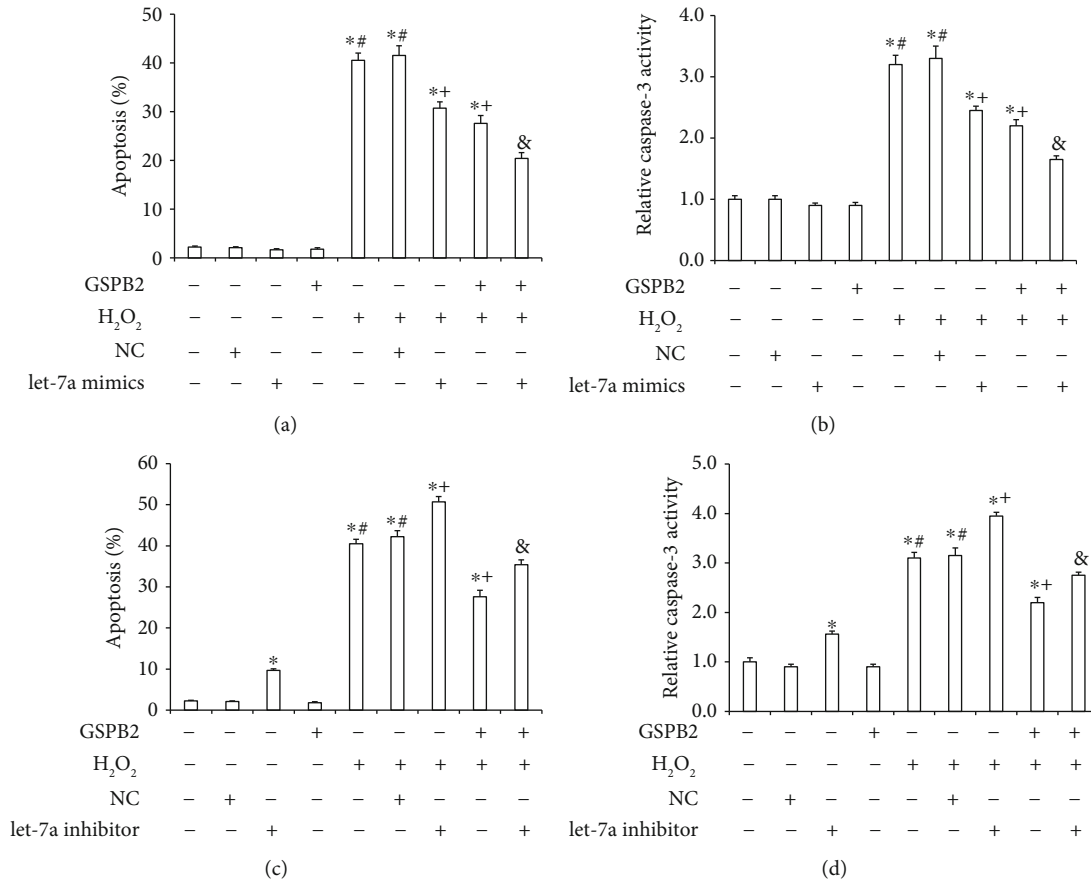 Apoptosis (%)
50
40
30
20
10
0
*# *# *+ *+ &
GSPB2 − − − + − − − + +
H₂O₂ − − − − + + + + +
NC − + − − − + − − −
let-7a mimics − − + − − − + − +
(a)
Relative caspase-3 activity
4.0
3.0
2.0
1.0
0.0
*# *# *+ *+ &
GSPB2 − − − + − − − + +
H₂O₂ − − − − + + + + +
NC − + − − − + − − −
let-7a mimics − − + − − − + − +
(b)
Apoptosis (%)
60
50
40
30
20
10
0
* *# *# *+ *+ &
GSPB2 − − − + − − − + +
H₂O₂ − − − − + + + + +
NC − + − − − + − − −
let-7a inhibitor − − + − − − + − +
(c)
Relative caspase-3 activity
5.0
4.0
3.0
2.0
1.0
0.0
* *# *# *+ *+ &
GSPB2 − − − + − − − + +
H₂O₂ − − − − + + + + +
NC − + − − − + − − −
let-7a inhibitor − − + − − − + − +
(d)